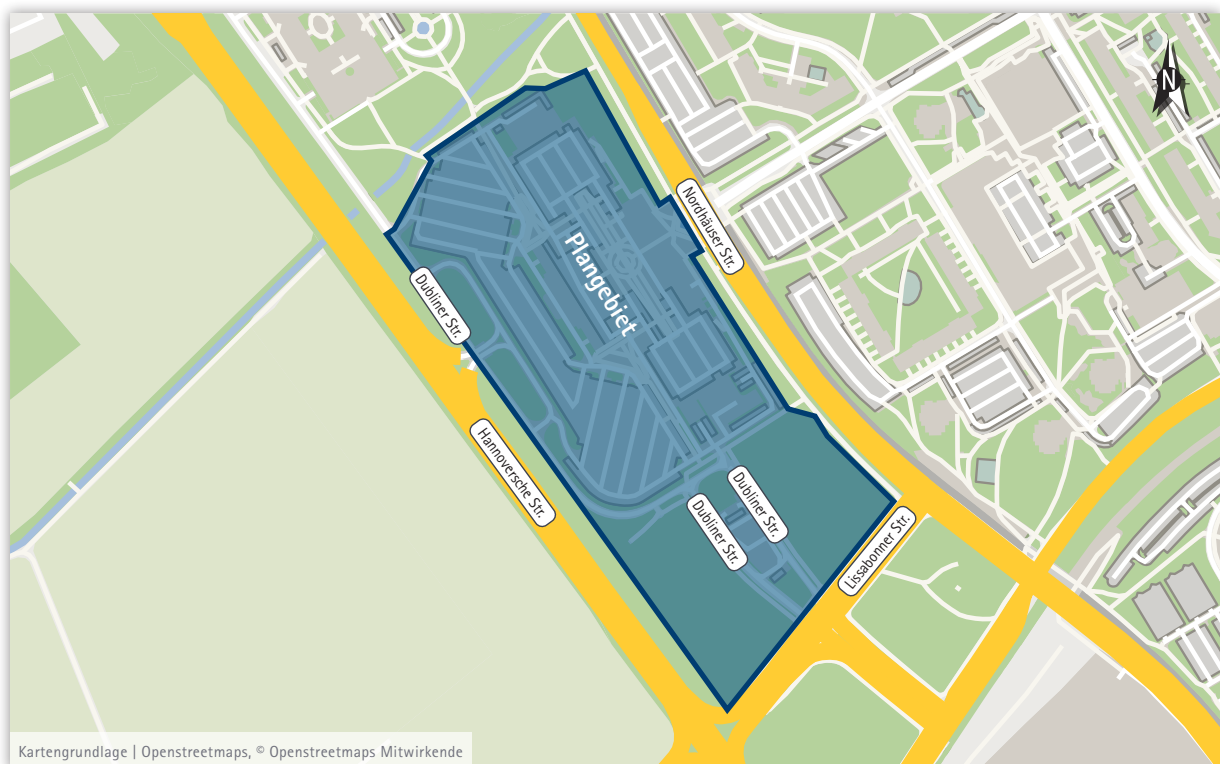 N
Nordhäuser Str.
Plangebiet
Dubliner Str.
Hannoversche Str.
Dubliner Str.
Dubliner Str.
Lissabonner Str.
Kartengrundlage | Openstreetmaps, © Openstreetmaps Mitwirkende